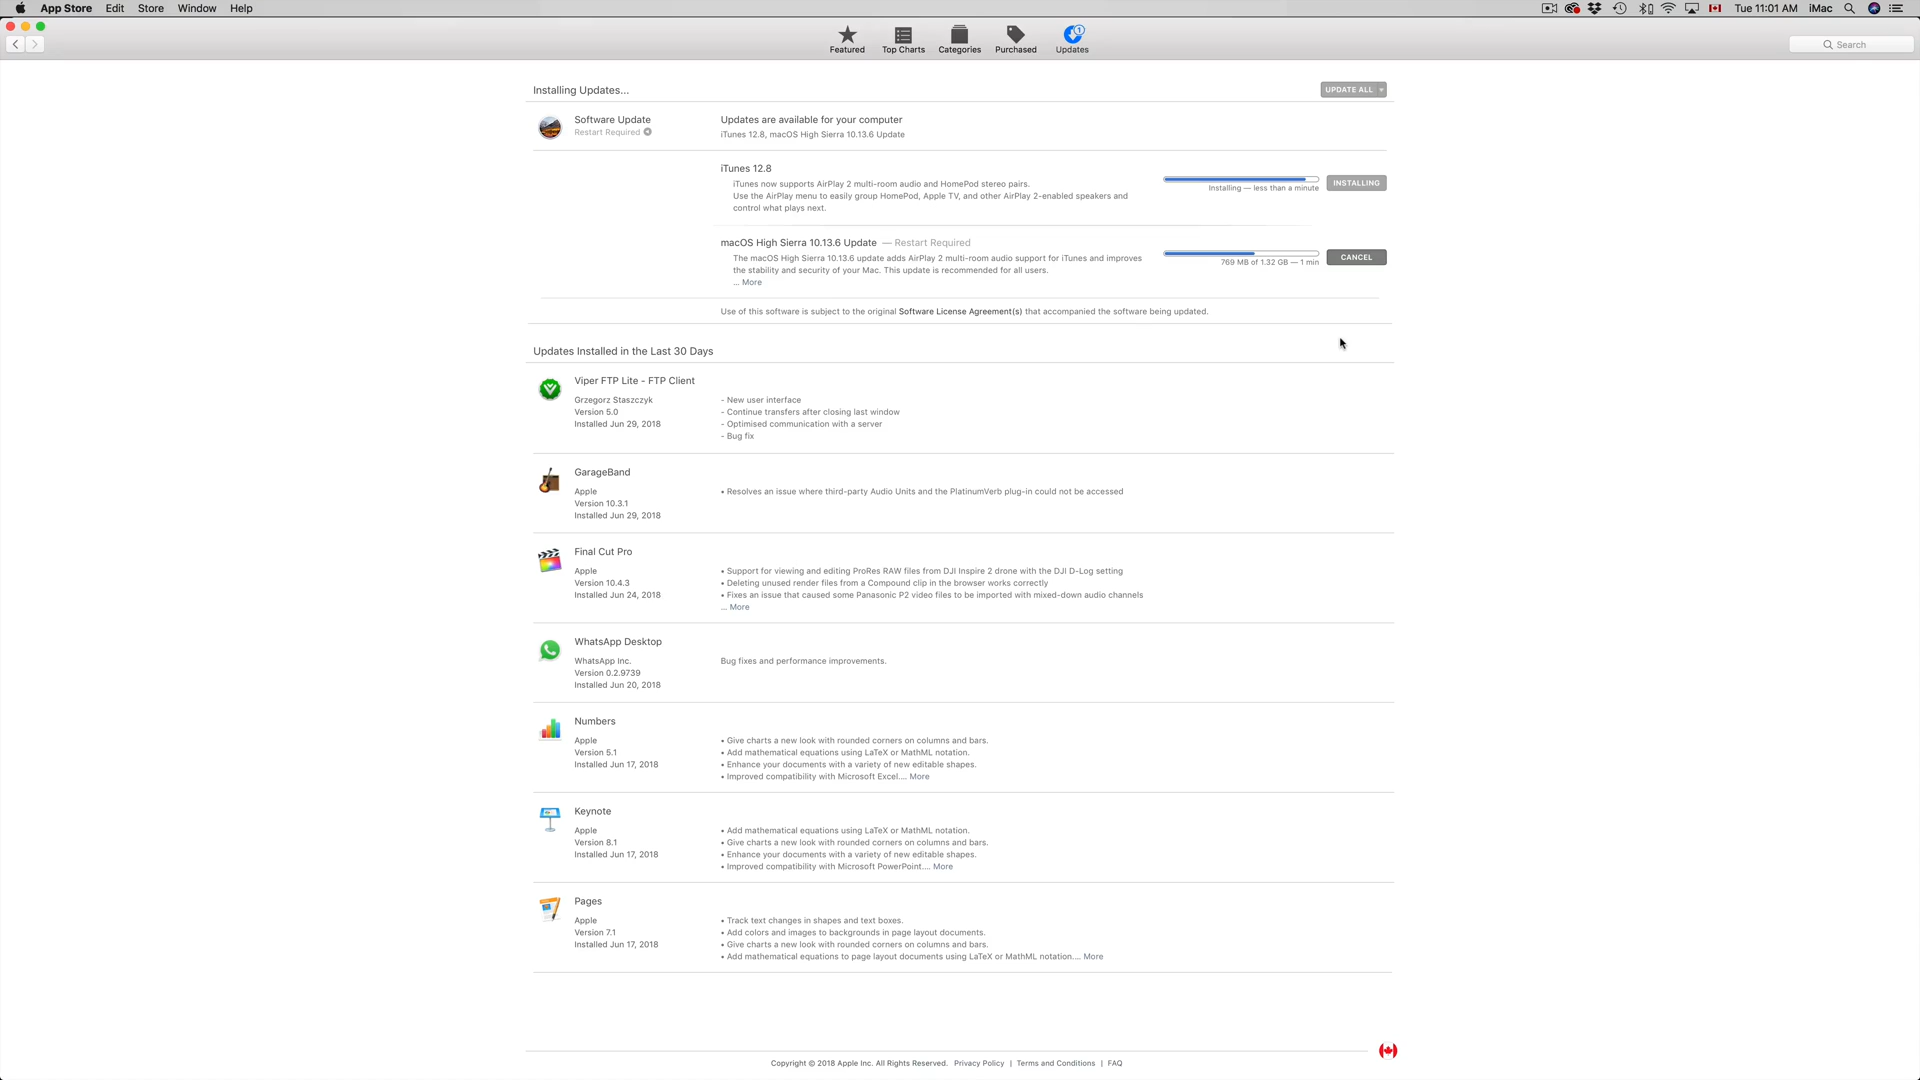 App Store Edit Store Window Help Tue 11:01 AM iMac
Featured Top Charts Categories Purchased Updates 1
Search
Installing Updates... UPDATE ALL
Software Update
Restart Required
Updates are available for your computer
iTunes 12.8, macOS High Sierra 10.13.6 Update
iTunes 12.8
iTunes now supports AirPlay 2 multi-room audio and HomePod stereo pairs.
Use the AirPlay menu to easily group HomePod, Apple TV, and other AirPlay 2-enabled speakers and
control what plays next.
Installing — less than a minute INSTALLING
macOS High Sierra 10.13.6 Update — Restart Required
The macOS High Sierra 10.13.6 update adds AirPlay 2 multi-room audio support for iTunes and improves
the stability and security of your Mac. This update is recommended for all users.
... More
769 MB of 1.32 GB — 1 min CANCEL
Use of this software is subject to the original Software License Agreement(s) that accompanied the software being updated.
Updates Installed in the Last 30 Days
Viper FTP Lite - FTP Client
Grzegorz Staszczyk
Version 5.0
Installed Jun 29, 2018
- New user interface
- Continue transfers after closing last window
- Optimised communication with a server
- Bug fix
GarageBand
Apple
Version 10.3.1
Installed Jun 29, 2018
• Resolves an issue where third-party Audio Units and the PlatinumVerb plug-in could not be accessed
Final Cut Pro
Apple
Version 10.4.3
Installed Jun 24, 2018
• Support for viewing and editing ProRes RAW files from DJI Inspire 2 drone with the DJI D-Log setting
• Deleting unused render files from a Compound clip in the browser works correctly
• Fixes an issue that caused some Panasonic P2 video files to be imported with mixed-down audio channels
... More
WhatsApp Desktop
WhatsApp Inc.
Version 0.2.9739
Installed Jun 20, 2018
Bug fixes and performance improvements.
Numbers
Apple
Version 5.1
Installed Jun 17, 2018
• Give charts a new look with rounded corners on columns and bars.
• Add mathematical equations using LaTeX or MathML notation.
• Enhance your documents with a variety of new editable shapes.
• Improved compatibility with Microsoft Excel.... More
Keynote
Apple
Version 8.1
Installed Jun 17, 2018
• Add mathematical equations using LaTeX or MathML notation.
• Give charts a new look with rounded corners on columns and bars.
• Enhance your documents with a variety of new editable shapes.
• Improved compatibility with Microsoft PowerPoint.... More
Pages
Apple
Version 7.1
Installed Jun 17, 2018
• Track text changes in shapes and text boxes.
• Add colors and images to backgrounds in page layout documents.
• Give charts a new look with rounded corners on columns and bars.
• Add mathematical equations to page layout documents using LaTeX or MathML notation.... More
Copyright © 2018 Apple Inc. All Rights Reserved. Privacy Policy | Terms and Conditions | FAQ